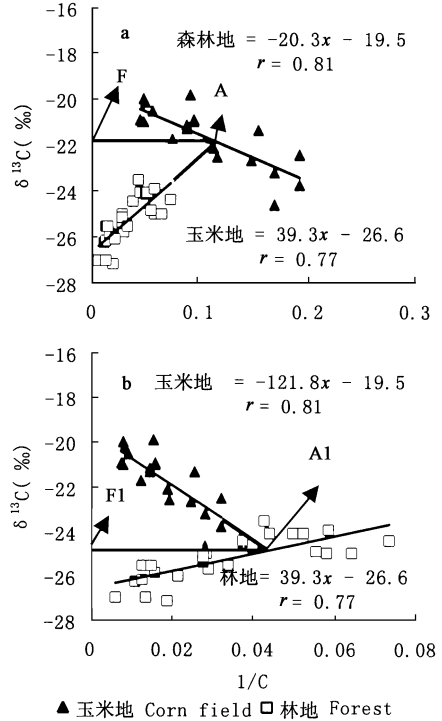 -16
a
森林地 = -20.3x - 19.5
r = 0.81
-18
F
A
-20
-22
δ 13C(‰)
-24
玉米地 = 39.3x - 26.6
r = 0.77
-26
-28
0 0.1 0.2 0.3
-16
b 玉米地 = -121.8x - 19.5
r = 0.81
-18
-20
A1
-22
F1
δ 13C(‰)
-24
-26
林地= 39.3x - 26.6
r = 0.77
-28
0 0.02 0.04 0.06 0.08
1/C
▲ 玉米地 Corn field □ 林地 Forest